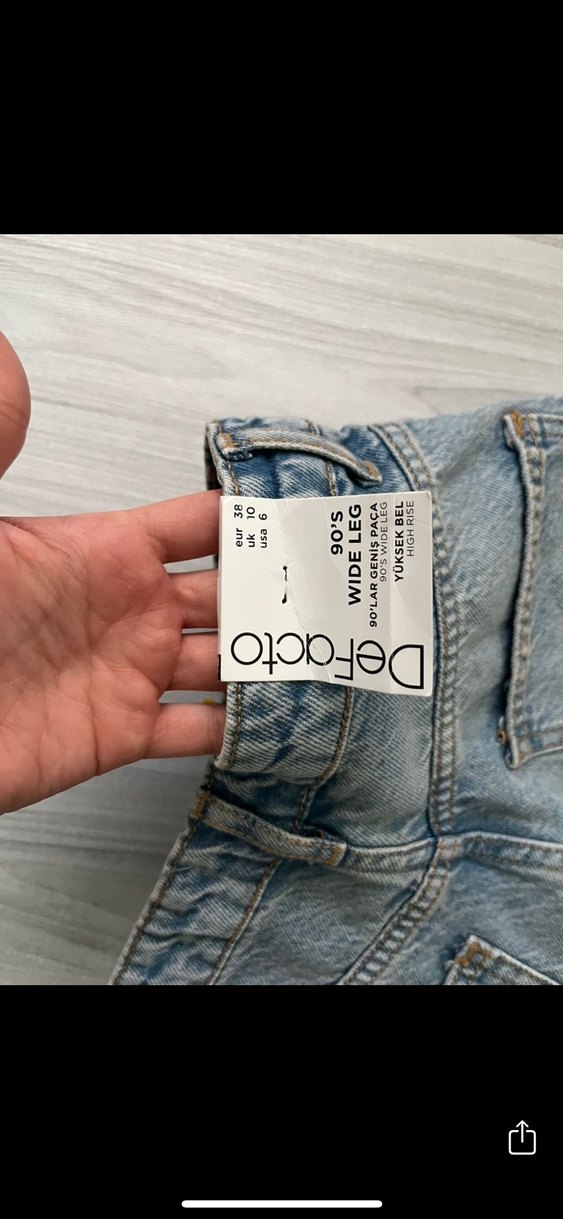 eur 38
uk 10
usa 6
90'S
WIDE LEG
90'LAR GENİŞ PAÇA
90'S WIDE LEG
YÜKSEK BEL
HIGH RISE
DeFacto